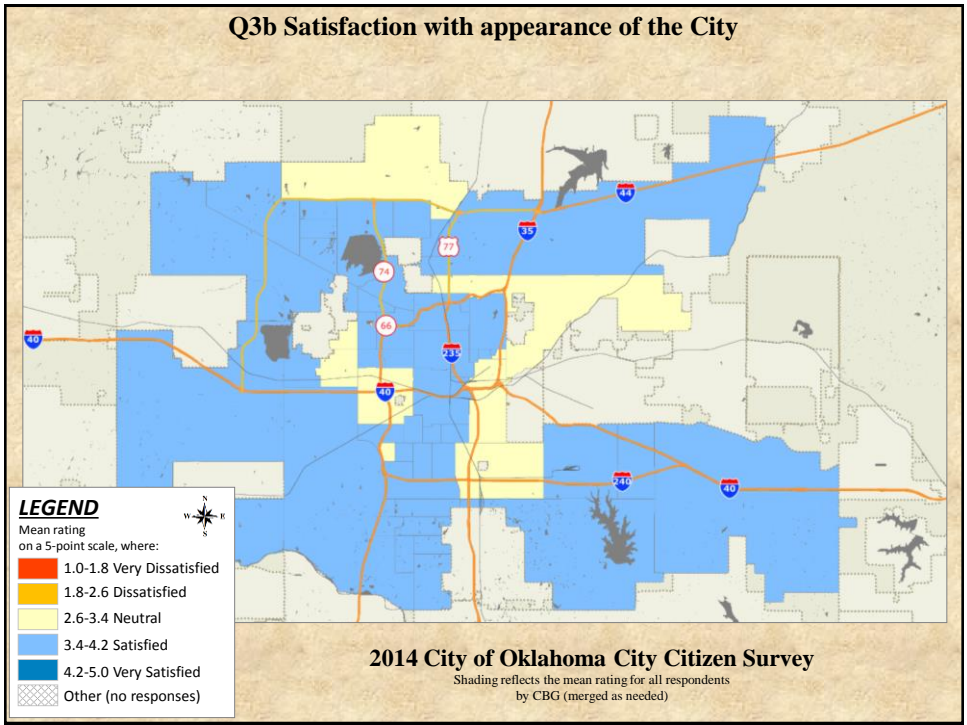 Q3b Satisfaction with appearance of the City
44
35
77
74
66
40
235
40
240
40
LEGEND
N
W E
S
Mean rating
on a 5-point scale, where:
1.0-1.8 Very Dissatisfied
1.8-2.6 Dissatisfied
2.6-3.4 Neutral
3.4-4.2 Satisfied
4.2-5.0 Very Satisfied
Other (no responses)
2014 City of Oklahoma City Citizen Survey
Shading reflects the mean rating for all respondents
by CBG (merged as needed)